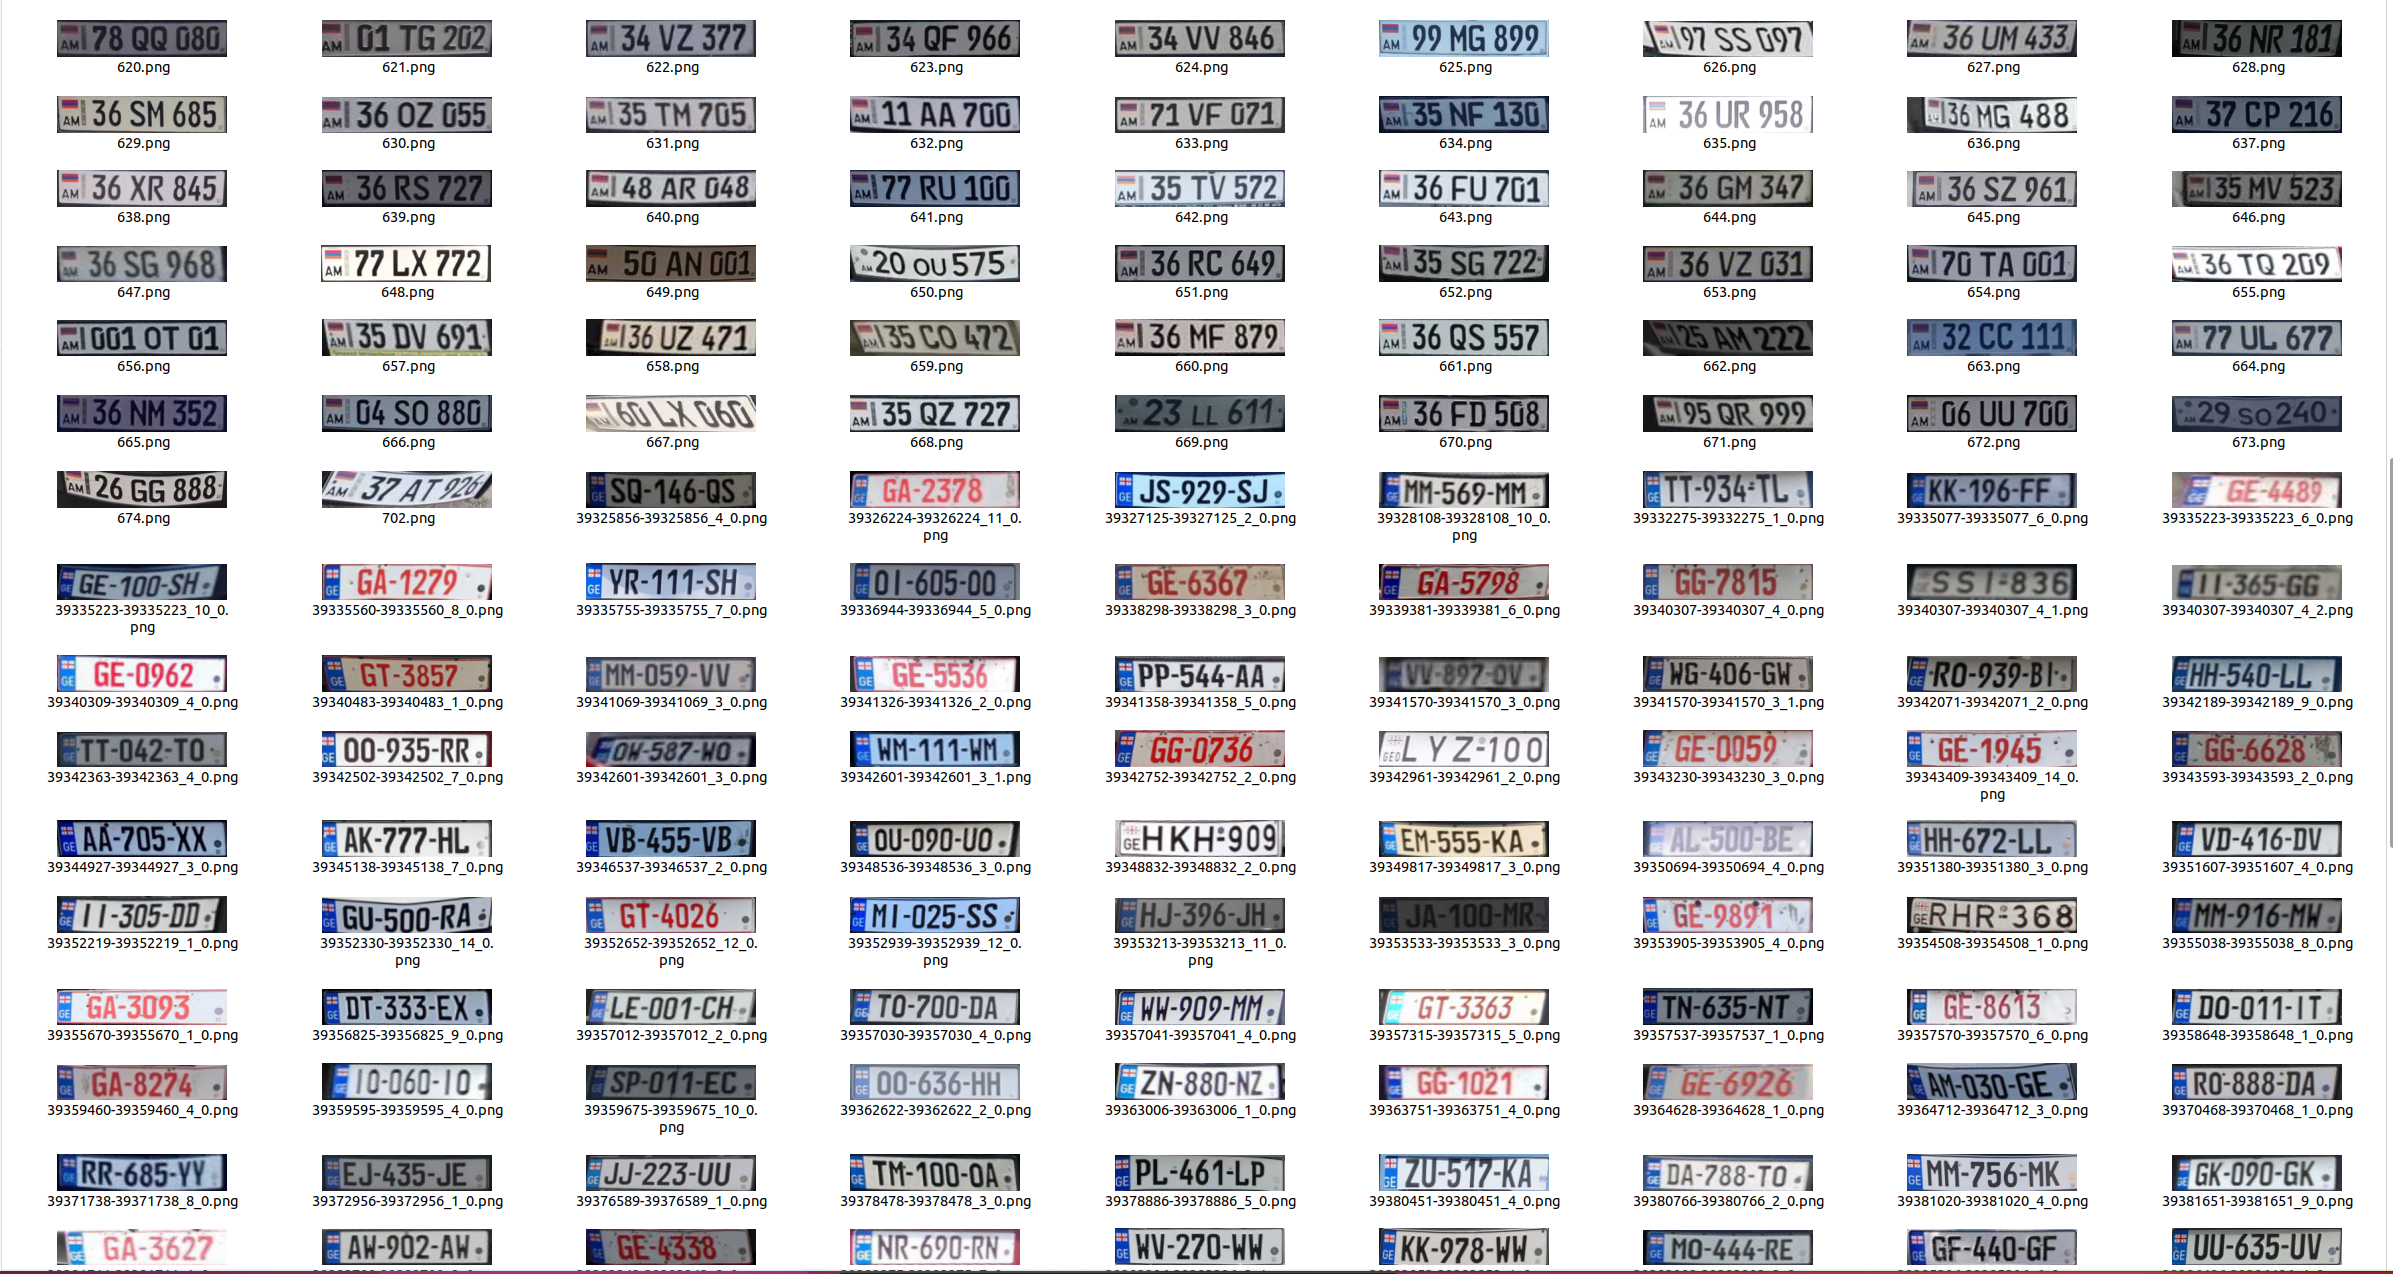 AM 78 QQ 080 AM 01 TG 202 AM 34 VZ 377 AM 34 QF 966 AM 34 VV 846 AM 99 MG 899 AM 97 SS 097 AM 36 UM 433 AM 36 NR 181
620.png 621.png 622.png 623.png 624.png 625.png 626.png 627.png 628.png
AM 36 SM 685 AM 36 OZ 055 AM 35 TM 705 AM 11 AA 700 AM 71 VF 071 AM 35 NF 130 AM 36 UR 958 36 MG 488 AM 37 CP 216
629.png 630.png 631.png 632.png 633.png 634.png 635.png 636.png 637.png
AM 36 XR 845 AM 36 RS 727 AM 48 AR 048 AM 77 RU 100 AM 35 TV 572 AM 36 FU 701 AM 36 GM 347 AM 36 SZ 961 AM 35 MV 523
638.png 639.png 640.png 641.png 642.png 643.png 644.png 645.png 646.png
AM 36 SG 968 AM 77 LX 772 AM 50 AN 001 AM 20 OU 575 AM 36 RC 649 AM 35 SG 722 AM 36 VZ 031 AM 70 TA 001 AM 36 TQ 209
647.png 648.png 649.png 650.png 651.png 652.png 653.png 654.png 655.png
AM 001 OT 01 AM 35 DV 691 AM 36 UZ 471 AM 35 CO 472 AM 36 MF 879 AM 36 QS 557 AM 25 AM 222 AM 32 CC 111 AM 77 UL 677
656.png 657.png 658.png 659.png 660.png 661.png 662.png 663.png 664.png
AM 36 NM 352 AM 04 SO 880 AM 60 LX 060 AM 35 QZ 727 AM 23 LL 611 AM 36 FD 508 AM 95 QR 999 AM 06 UU 700 AM 29 SO 240
665.png 666.png 667.png 668.png 669.png 670.png 671.png 672.png 673.png
AM 26 GG 888 AM 37 AT 926 GE SQ-146-QS GE GA-2378 GE JS-929-SJ GE MM-569-MM GE TT-934-TL GE KK-196-FF GE GE-4489
674.png 702.png 39325856-39325856_4_0.png 39326224-39326224_11_0. 39327125-39327125_2_0.png 39328108-39328108_10_0. 39332275-39332275_1_0.png 39335077-39335077_6_0.png 39335223-39335223_6_0.png
png png
GE GE-100-SH GE GA-1279 GE YR-111-SH GE OI-605-OO GE GE-6367 GE GA-5798 GE GG-7815 SSI-836 II-365-GG
39335223-39335223_10_0. 39335560-39335560_8_0.png 39335755-39335755_7_0.png 39336944-39336944_5_0.png 39338298-39338298_3_0.png 39339381-39339381_6_0.png 39340307-39340307_4_0.png 39340307-39340307_4_1.png 39340307-39340307_4_2.png
png
GE GE-0962 GE GT-3857 GE MM-059-VV GE GE-5536 GE PP-544-AA VV-897-OV GE WG-406-GW GE RO-939-BI GE HH-540-LL
39340309-39340309_4_0.png 39340483-39340483_1_0.png 39341069-39341069_3_0.png 39341326-39341326_2_0.png 39341358-39341358_5_0.png 39341570-39341570_3_0.png 39341570-39341570_3_1.png 39342071-39342071_2_0.png 39342189-39342189_9_0.png
GE TT-042-TO GE OO-935-RR OW-587-WO GE WM-111-WM GE GG-0736 GEO LYZ-100 GE GE-0059 GE GE-1945 GE GG-6628
39342363-39342363_4_0.png 39342502-39342502_7_0.png 39342601-39342601_3_0.png 39342601-39342601_3_1.png 39342752-39342752_2_0.png 39342961-39342961_2_0.png 39343230-39343230_3_0.png 39343409-39343409_14_0. 39343593-39343593_2_0.png
png
GE AA-705-XX GE AK-777-HL GE VB-455-VB GE OU-090-UO GE HKH-909 GE EM-555-KA GE AL-500-BE GE HH-672-LL GE VD-416-DV
39344927-39344927_3_0.png 39345138-39345138_7_0.png 39346537-39346537_2_0.png 39348536-39348536_3_0.png 39348832-39348832_2_0.png 39349817-39349817_3_0.png 39350694-39350694_4_0.png 39351380-39351380_3_0.png 39351607-39351607_4_0.png
GE II-305-DD GE GU-500-RA GE GT-4026 GE MI-025-SS GE HJ-396-JH GE JA-100-MR GE GE-9891 GE RHR-368 GE MM-916-MW
39352219-39352219_1_0.png 39352330-39352330_14_0. 39352652-39352652_12_0. 39352939-39352939_12_0. 39353213-39353213_11_0. 39353533-39353533_3_0.png 39353905-39353905_4_0.png 39354508-39354508_1_0.png 39355038-39355038_8_0.png
png png png png
GE GA-3093 GE DT-333-EX GE LE-001-CH GE TO-700-DA GE WW-909-MM GE GT-3363 GE TN-635-NT GE GE-8613 GE DO-011-IT
39355670-39355670_1_0.png 39356825-39356825_9_0.png 39357012-39357012_2_0.png 39357030-39357030_4_0.png 39357041-39357041_4_0.png 39357315-39357315_5_0.png 39357537-39357537_1_0.png 39357570-39357570_6_0.png 39358648-39358648_1_0.png
GE GA-8274 IO-060-IO GE SP-011-EC GE OO-636-HH GE ZN-880-NZ GE GG-1021 GE GE-6926 GE AM-030-GE GE RO-888-DA
39359460-39359460_4_0.png 39359595-39359595_4_0.png 39359675-39359675_10_0. 39362622-39362622_2_0.png 39363006-39363006_1_0.png 39363751-39363751_4_0.png 39364628-39364628_1_0.png 39364712-39364712_3_0.png 39370468-39370468_1_0.png
png
GE RR-685-YY GE EJ-435-JE GE JJ-223-UU GE TM-100-OA GE PL-461-LP GE ZU-517-KA GE DA-788-TO GE MM-756-MK GE GK-090-GK
39371738-39371738_8_0.png 39372956-39372956_1_0.png 39376589-39376589_1_0.png 39378478-39378478_3_0.png 39378886-39378886_5_0.png 39380451-39380451_4_0.png 39380766-39380766_2_0.png 39381020-39381020_4_0.png 39381651-39381651_9_0.png
GE GA-3627 GE AW-902-AW GE GE-4338 GE NR-690-RN GE WV-270-WW GE KK-978-WW GE MO-444-RE GE GF-440-GF GE UU-635-UV